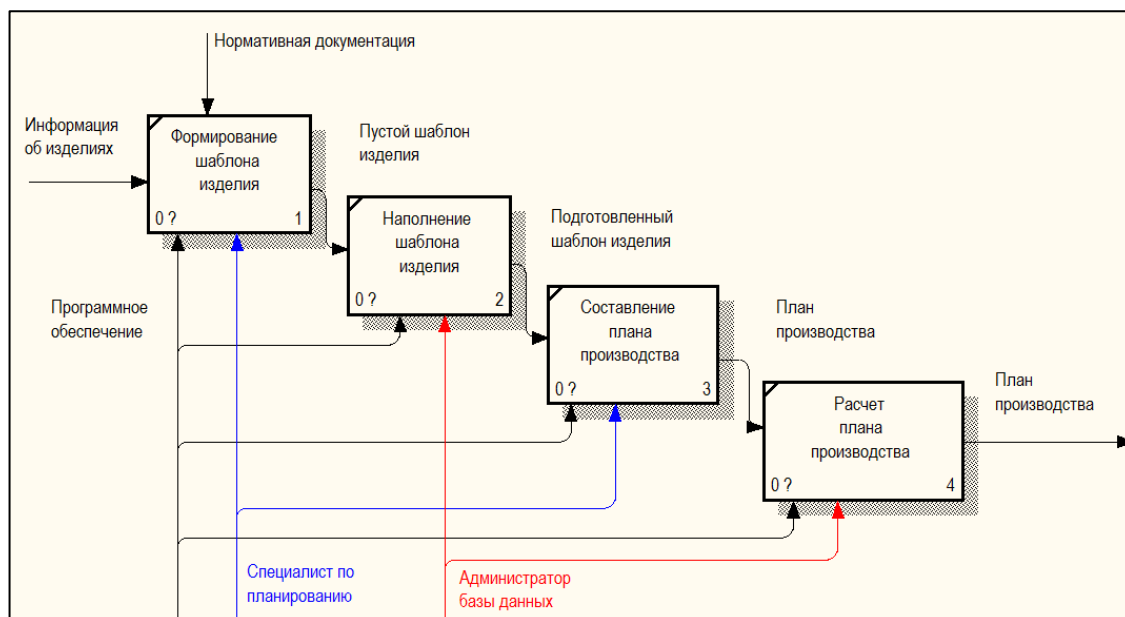 Нормативная документация
Информация
об изделиях
Формирование
шаблона
изделия
0 ?
1
Пустой шаблон
изделия
Наполнение
шаблона
изделия
0 ?
2
Подготовленный
шаблон изделия
Программное
обеспечение
Составление
плана
производства
0 ?
3
План
производства
Расчет
плана
производства
0 ?
4
План
производства
Специалист по
планированию
Администратор
базы данных